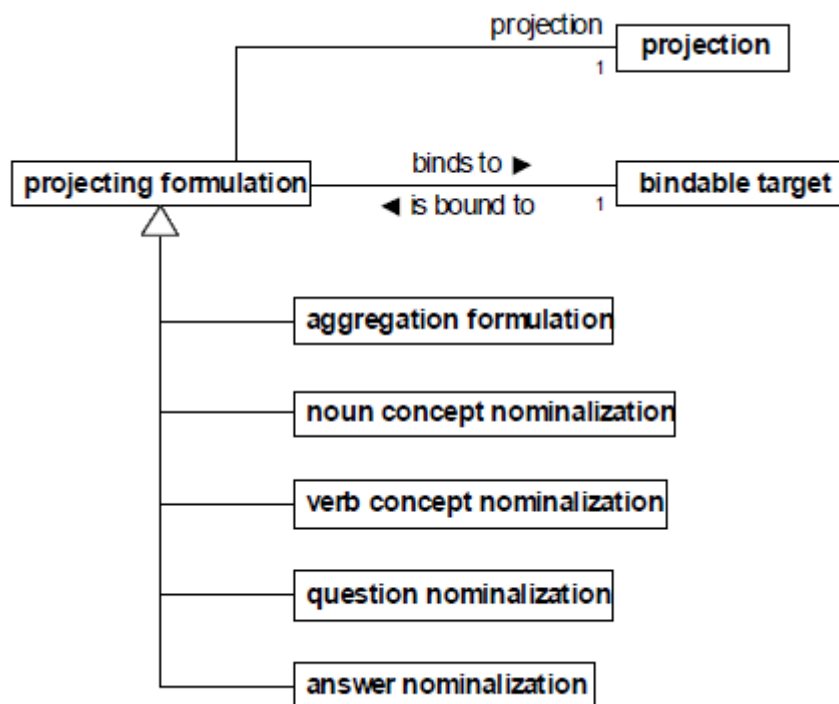 projection
projection
1
projecting formulation
binds to ►
bindable target
◄ is bound to
1
aggregation formulation
noun concept nominalization
verb concept nominalization
question nominalization
answer nominalization